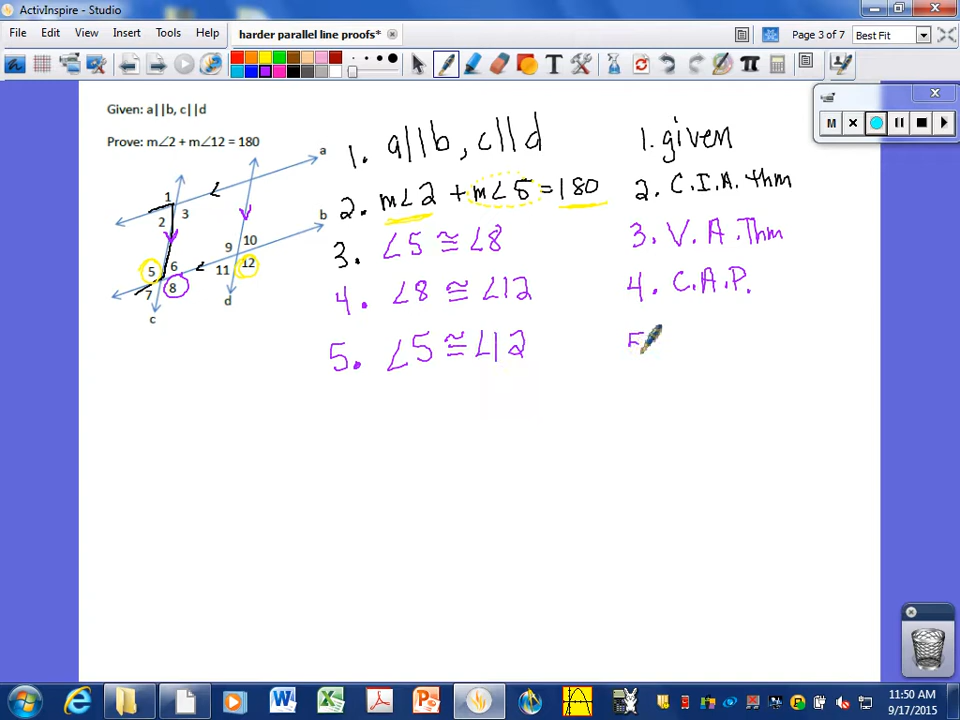 ActivInspire - Studio
File Edit View Insert Tools Help
harder parallel line proofs*
Page 3 of 7
Best Fit
M
Given: a||b, c||d
Prove: m∠2 + m∠12 = 180
a
1
3
2
b
9
10
5
6
11
12
8
7
d
c
1. a||b, c||d
1. given
2. m∠2 + m∠5 = 180
2. C.I.A. thm
3. ∠5 ≅ ∠8
3. V.A.Thm
4. ∠8 ≅ ∠12
4. C.A.P.
5. ∠5 ≅ ∠12
11:50 AM
9/17/2015